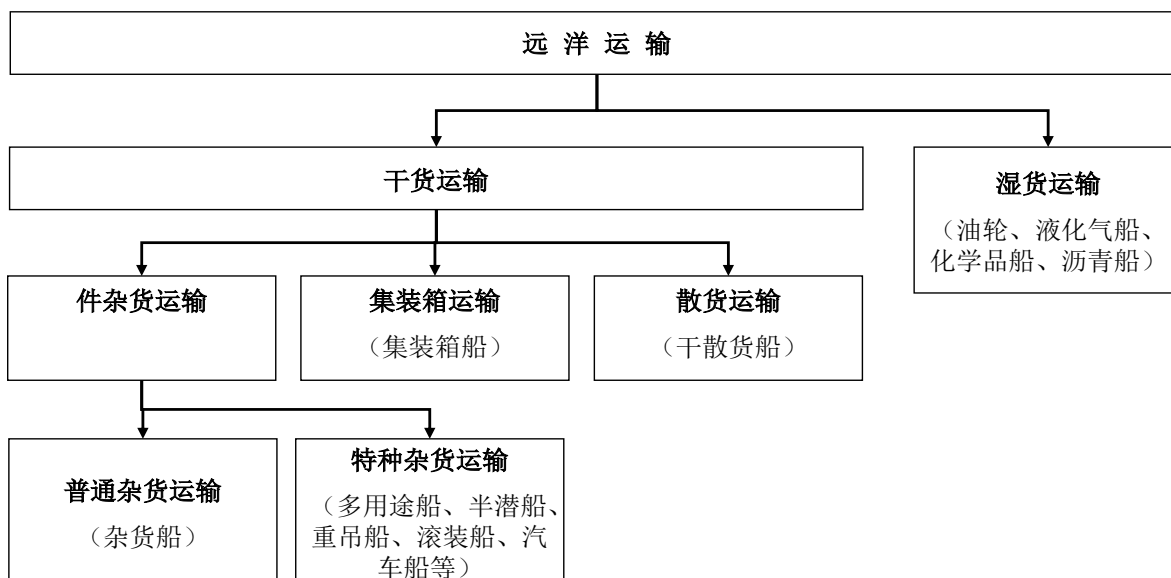 远 洋 运 输
干货运输
湿货运输
（油轮、液化气船、
化学品船、沥青船）
件杂货运输
集装箱运输
（集装箱船）
散货运输
（干散货船）
普通杂货运输
（杂货船）
特种杂货运输
（多用途船、半潜船、
重吊船、滚装船、汽
车船等）